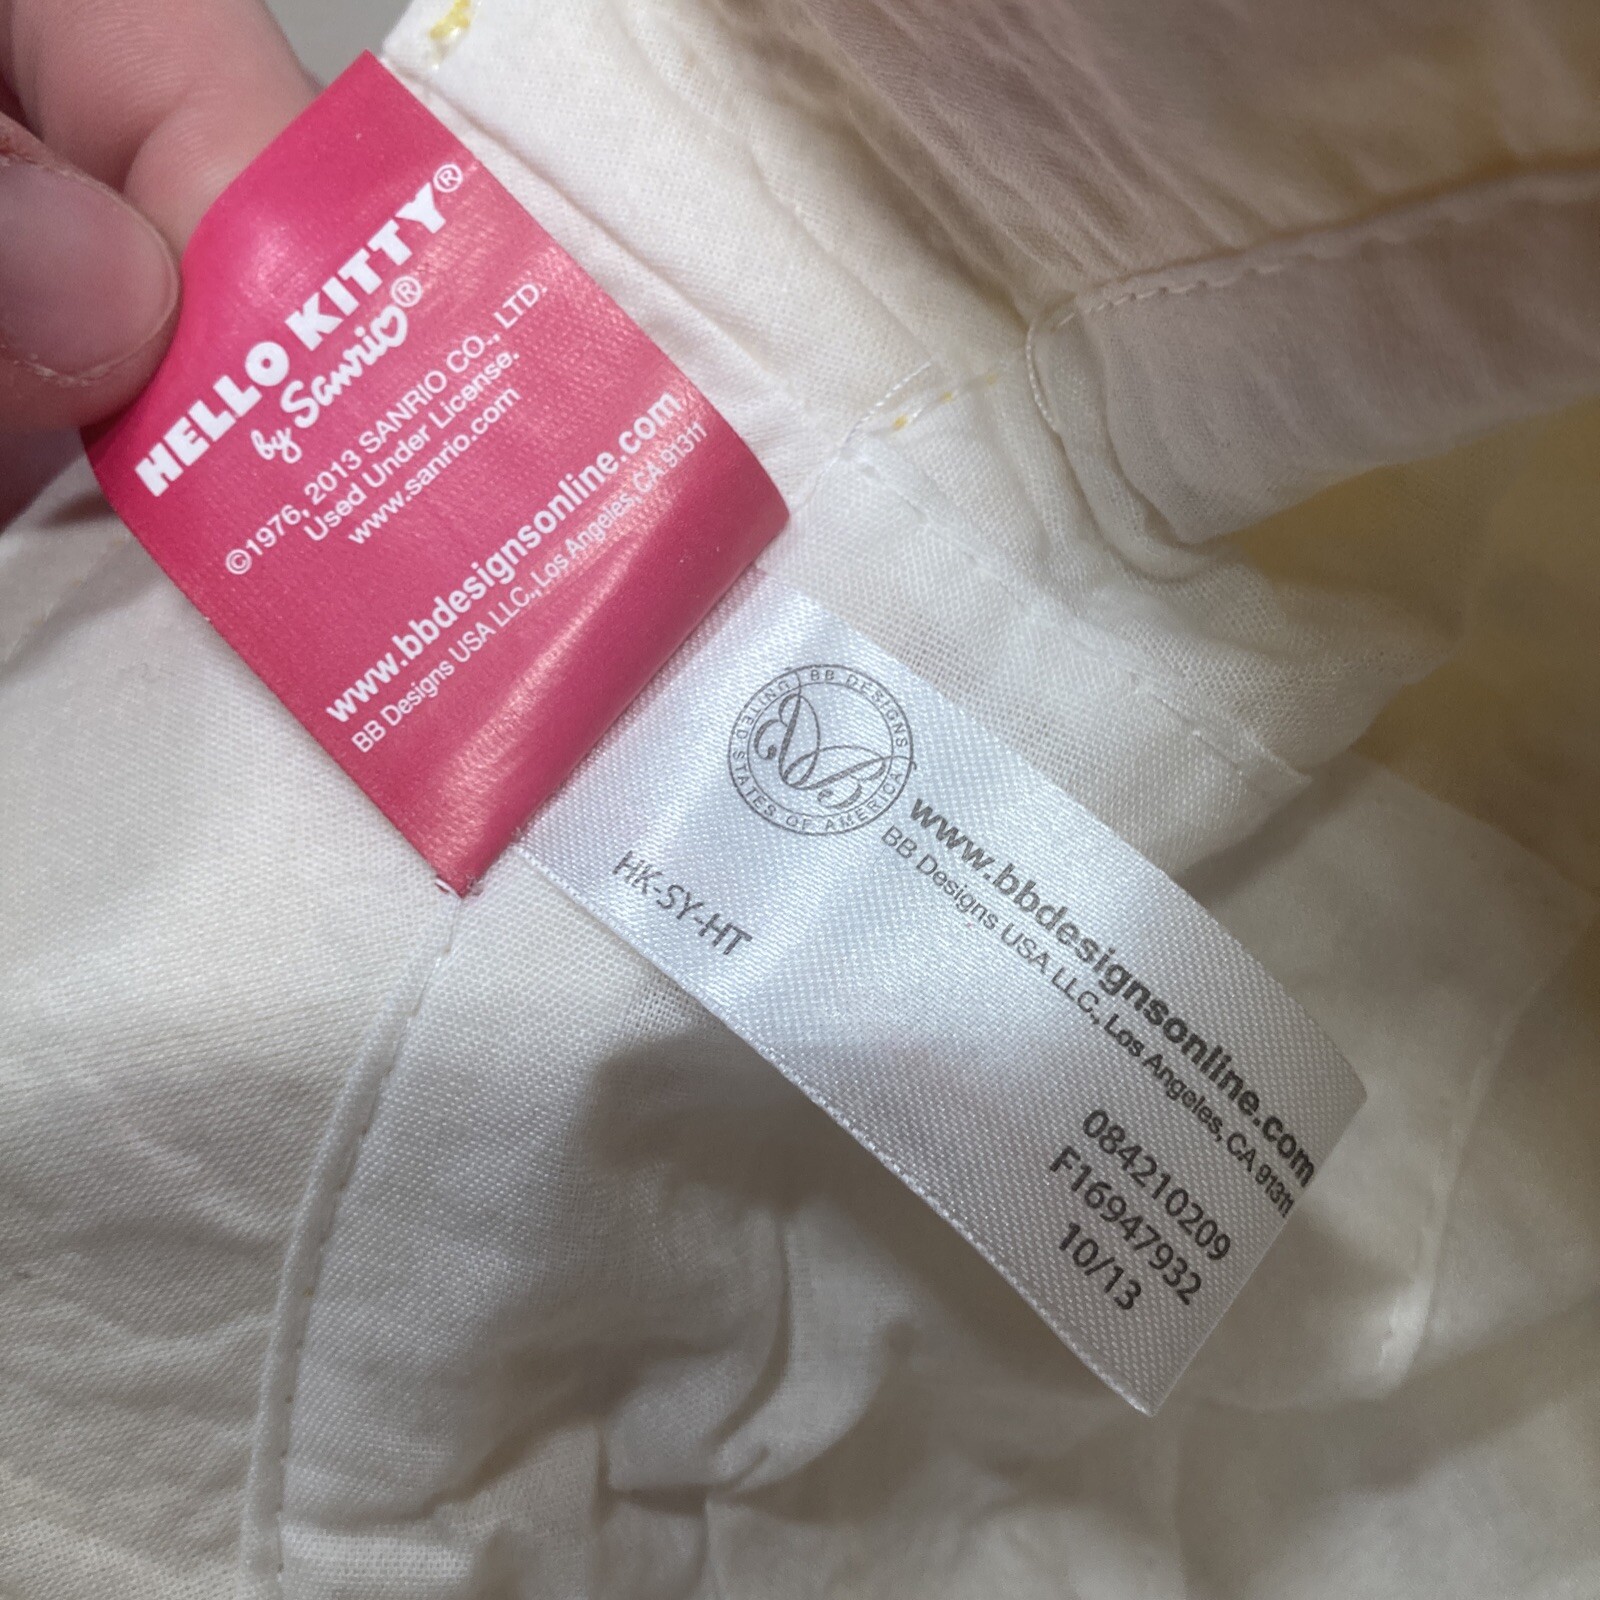 HELLO KITTY®
by Sanrio®
©1976, 2013 SANRIO CO., LTD.
Used Under License.
www.sanrio.com
www.bbdesignsonline.com
BB Designs USA LLC., Los Angeles, CA 91311
BB DESIGNS
UNITED STATES OF AMERICA
BB
www.bbdesignsonline.com
BB Designs USA LLC., Los Angeles, CA 91311
HK-SY-HT
084210209
F16947932
10/13